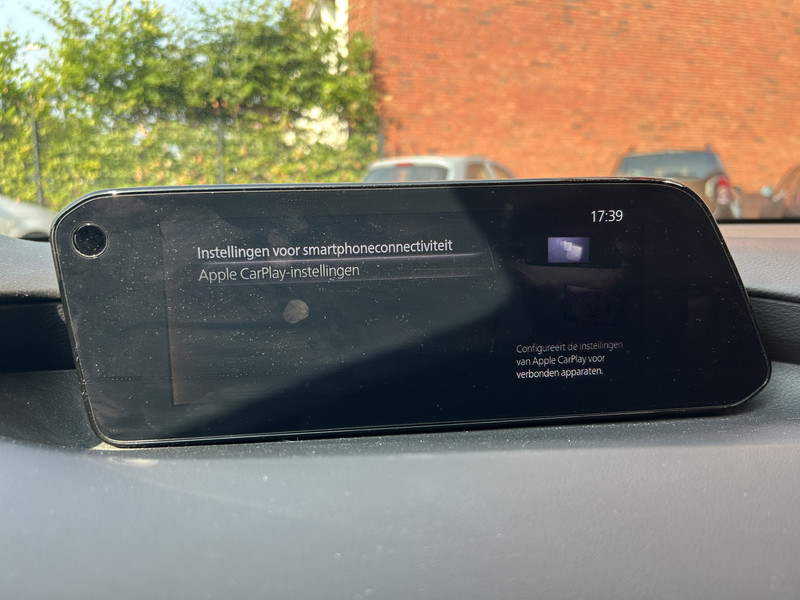 17:39
Instellingen voor smartphoneconnectiviteit
Apple CarPlay-instellingen
Configureert de instellingen
van Apple CarPlay voor
verbonden apparaten.